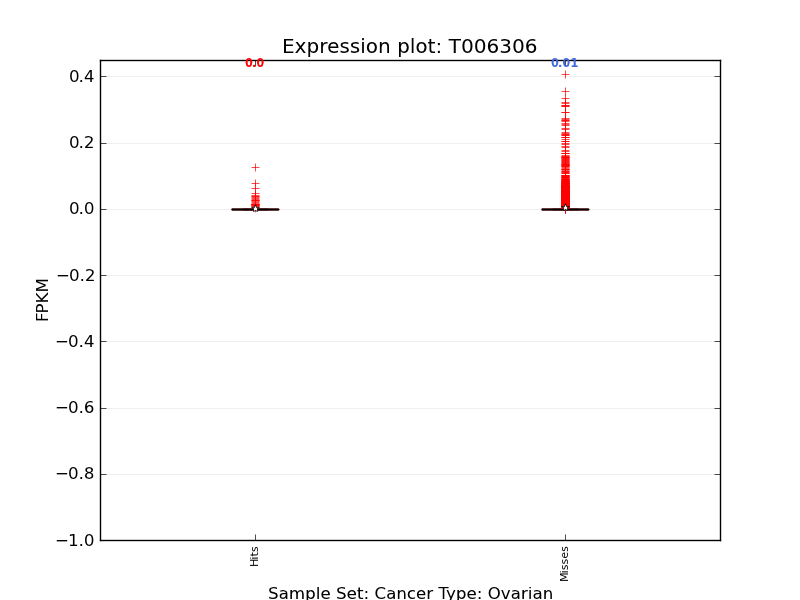 Expression plot: T006306
0.0
0.01
0.4
0.2
0.0
−0.2
−0.4
−0.6
−0.8
−1.0
FPKM
Hits
Misses
Sample Set: Cancer Type: Ovarian